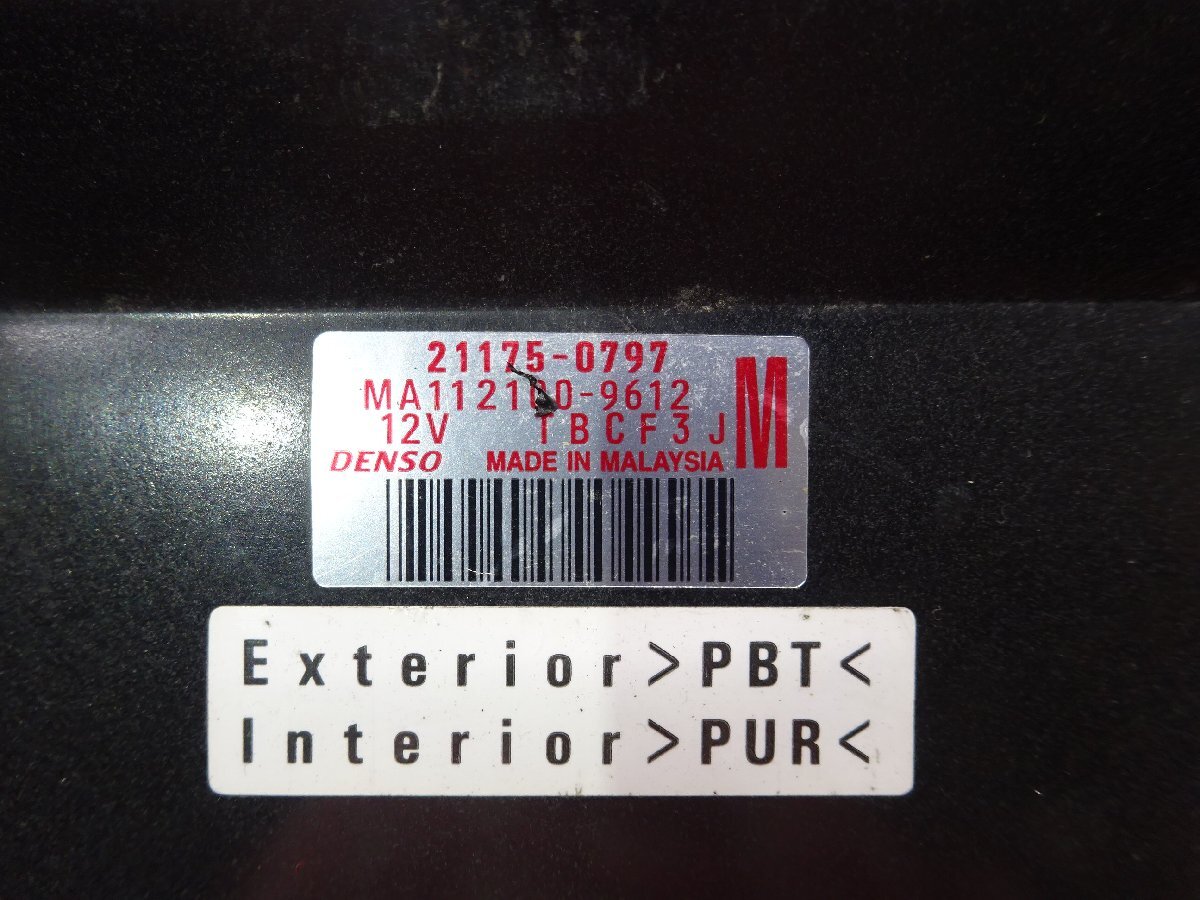 21175-0797
MA112100-9612
12V TBCF3J
M
DENSO MADE IN MALAYSIA
Exterior>PBT<
Interior>PUR<